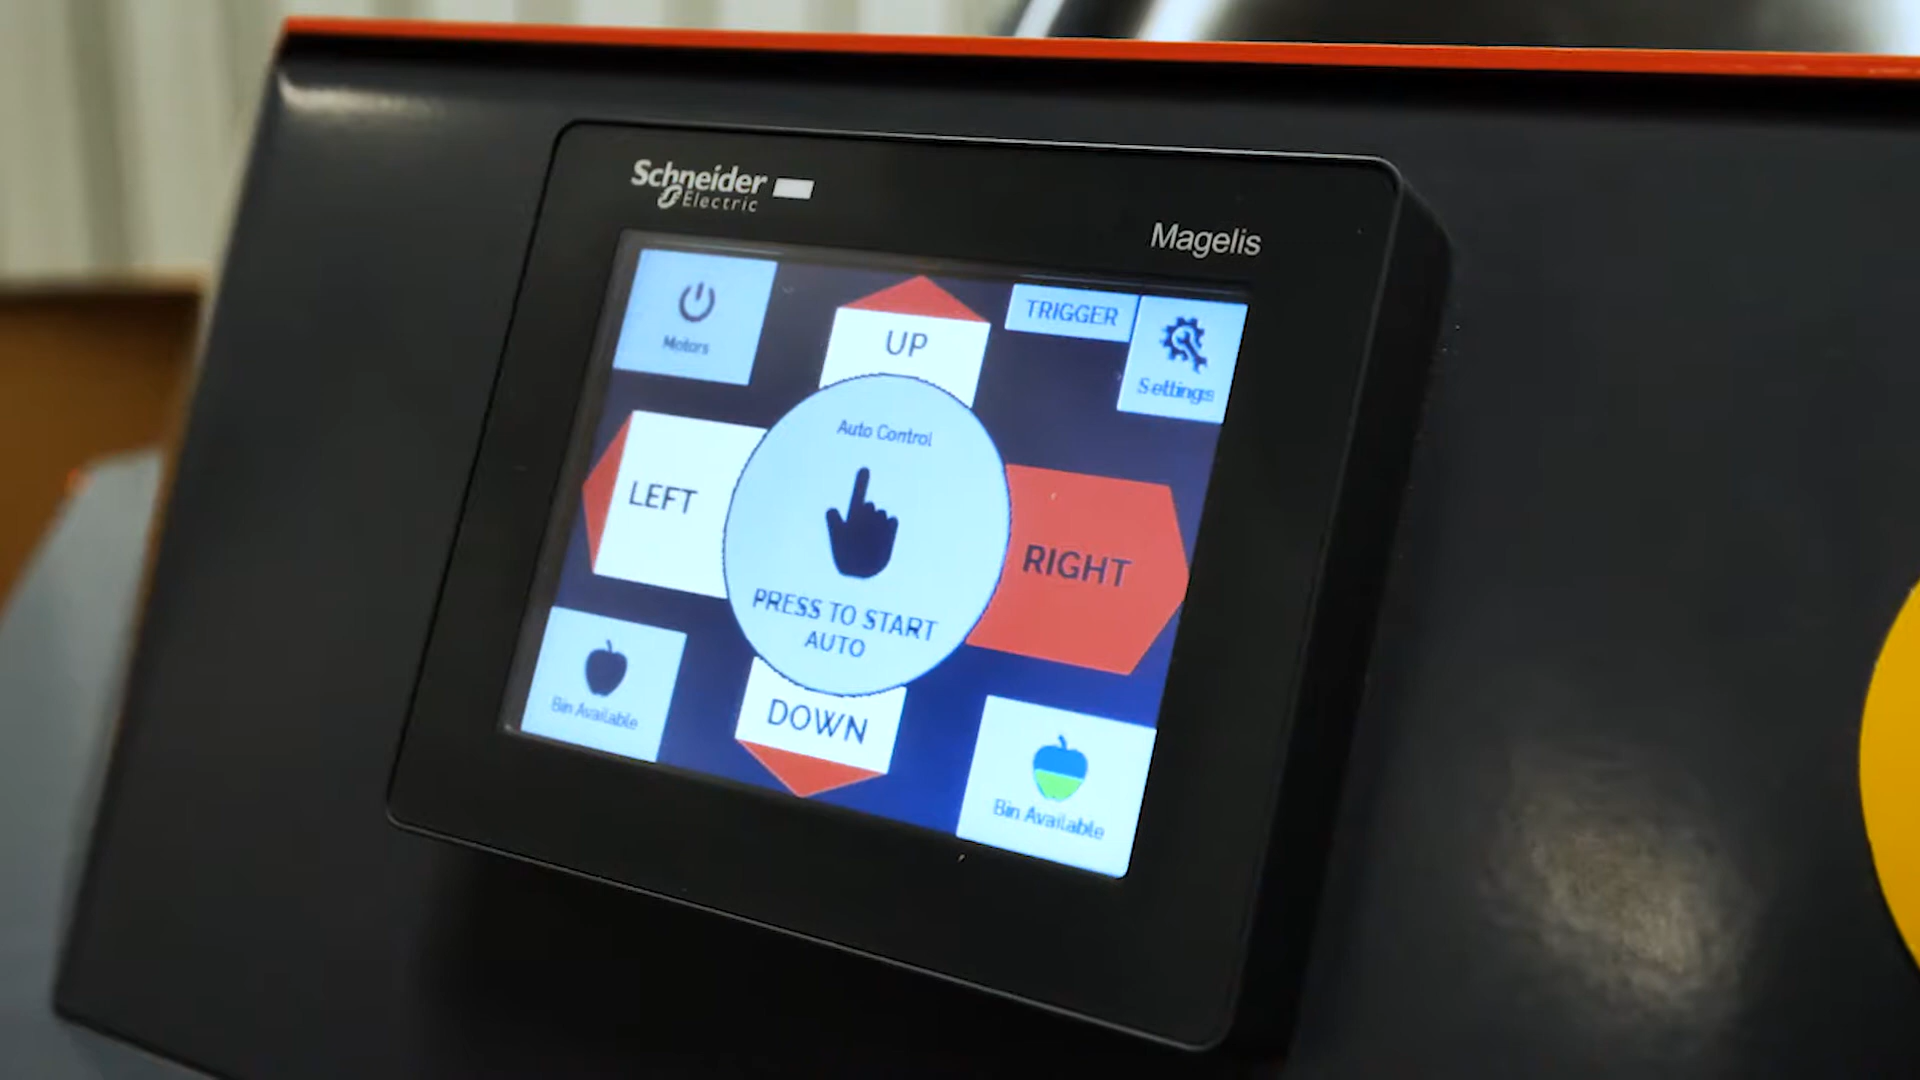 Schneider
Electric
Magelis
Motors
UP
TRIGGER
Settings
Auto Control
LEFT
RIGHT
PRESS TO START
AUTO
Bin Available
DOWN
Bin Available